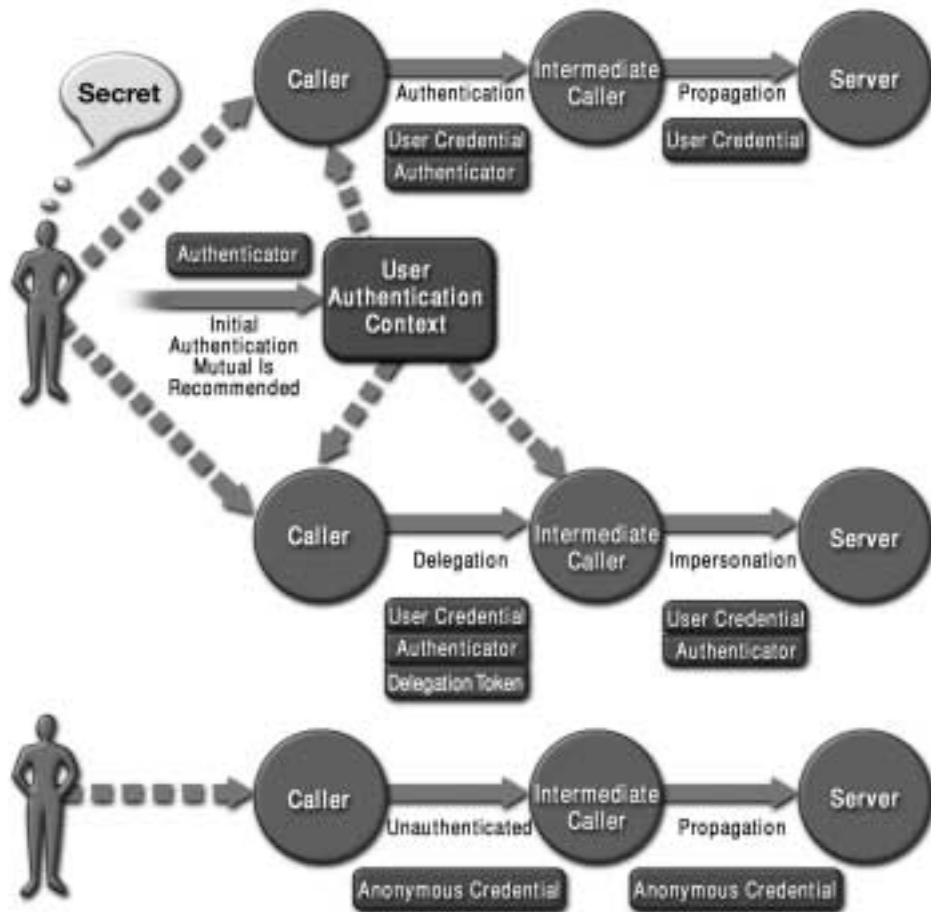 Secret
Caller
Authentication
Intermediate
Caller
Propagation
Server
User Credential
Authenticator
User Credential
Authenticator
User
Authentication
Context
Initial
Authentication
Mutual Is
Recommended
Caller
Delegation
Intermediate
Caller
Impersonation
Server
User Credential
Authenticator
Delegation Token
User Credential
Authenticator
Caller
Unauthenticated
Intermediate
Caller
Propagation
Server
Anonymous Credential
Anonymous Credential